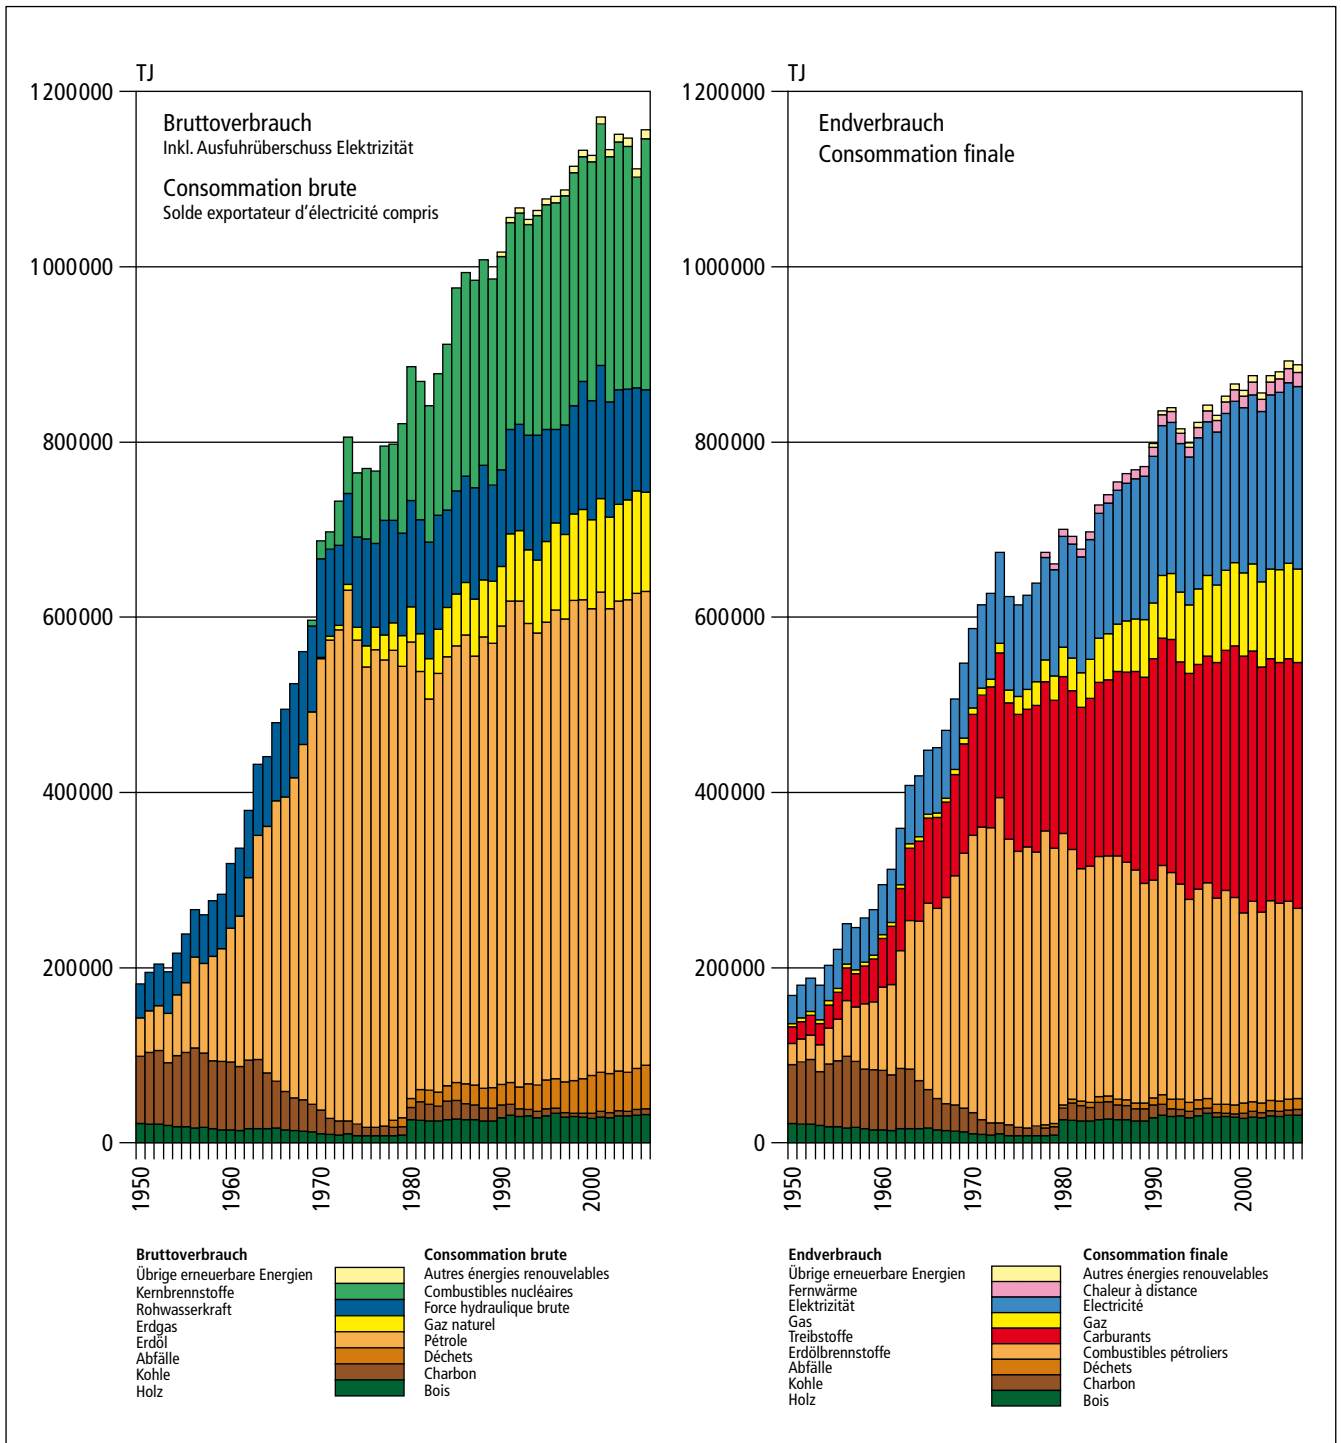 TJ
1200000
1000000
800000
600000
400000
200000
0
Bruttoverbrauch
Inkl. Ausfuhrüberschuss Elektrizität
Consommation brute
Solde exportateur d'électricité compris
1950
1960
1970
1980
1990
2000
Bruttoverbrauch
Consommation brute
Übrige erneuerbare Energien
Autres énergies renouvelables
Kernbrennstoffe
Combustibles nucléaires
Rohwasserkraft
Force hydraulique brute
Erdgas
Gaz naturel
Erdöl
Pétrole
Abfälle
Déchets
Kohle
Charbon
Holz
Bois
TJ
1200000
1000000
800000
600000
400000
200000
0
Endverbrauch
Consommation finale
1950
1960
1970
1980
1990
2000
Endverbrauch
Consommation finale
Übrige erneuerbare Energien
Autres énergies renouvelables
Fernwärme
Chaleur à distance
Elektrizität
Electricité
Gas
Gaz
Treibstoffe
Carburants
Erdölbrennstoffe
Combustibles pétroliers
Abfälle
Déchets
Kohle
Charbon
Holz
Bois